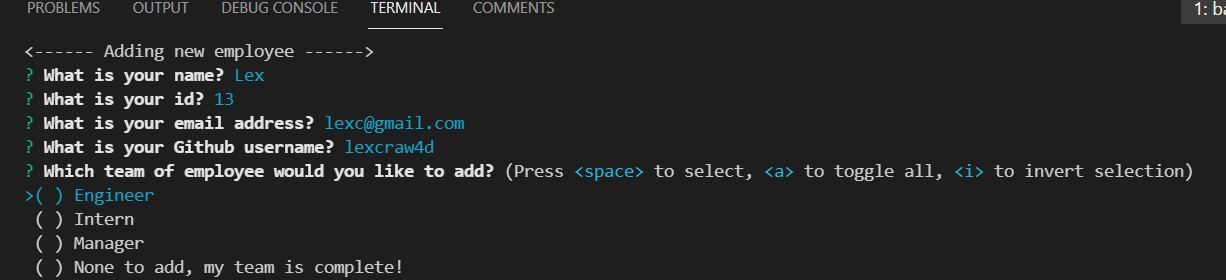 PROBLEMS OUTPUT DEBUG CONSOLE TERMINAL COMMENTS 1: ba
<------ Adding new employee ------>
? What is your name? Lex
? What is your id? 13
? What is your email address? lexc@gmail.com
? What is your Github username? lexcraw4d
? Which team of employee would you like to add? (Press <space> to select, <a> to toggle all, <i> to invert selection)
>( ) Engineer
( ) Intern
( ) Manager
( ) None to add, my team is complete!